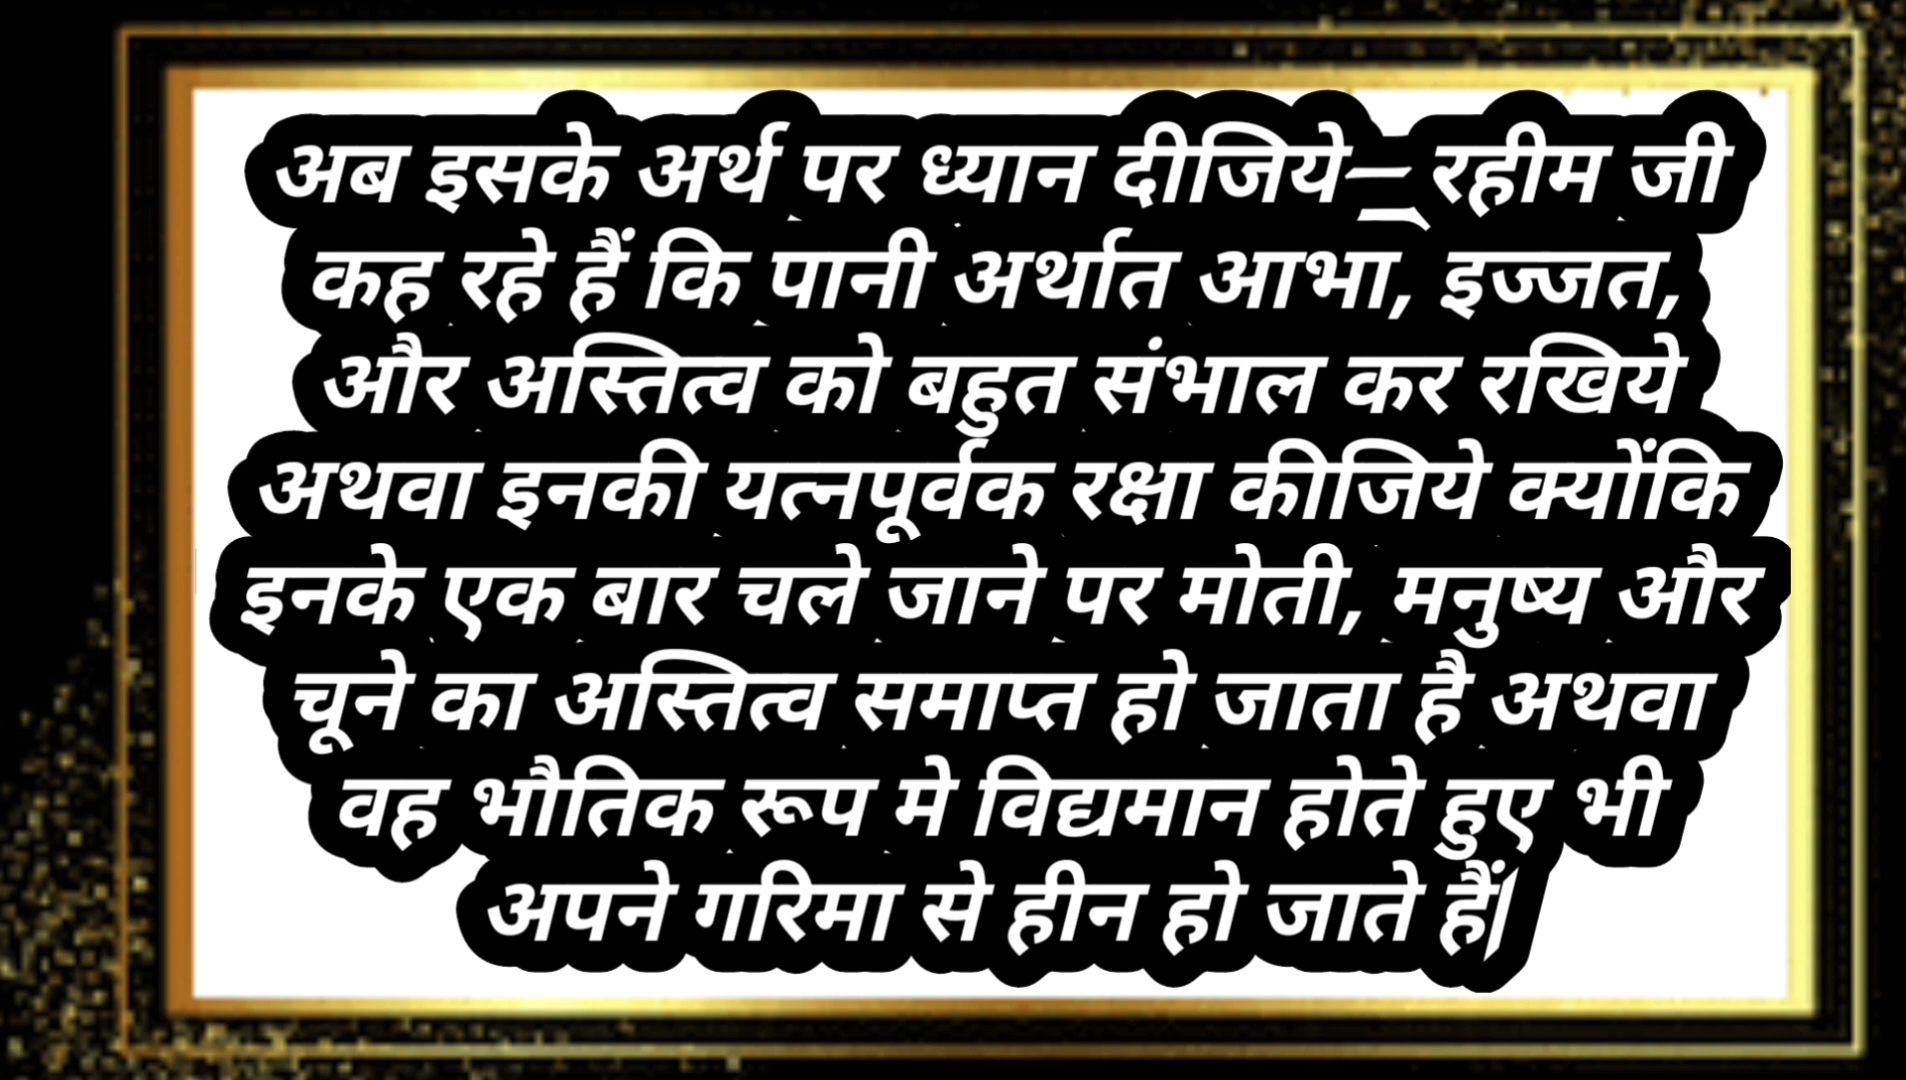 अब इसके अर्थ पर ध्यान दीजिये—रहीम जी
कह रहे हैं कि पानी अर्थात आभा, इज्जत,
और अस्तित्व को बहुत संभाल कर रखिये
अथवा इनकी यत्नपूर्वक रक्षा कीजिये क्योंकि
इनके एक बार चले जाने पर मोती, मनुष्य और
चूने का अस्तित्व समाप्त हो जाता है अथवा
वह भौतिक रूप मे विद्यमान होते हुए भी
अपने गरिमा से हीन हो जाते हैं|